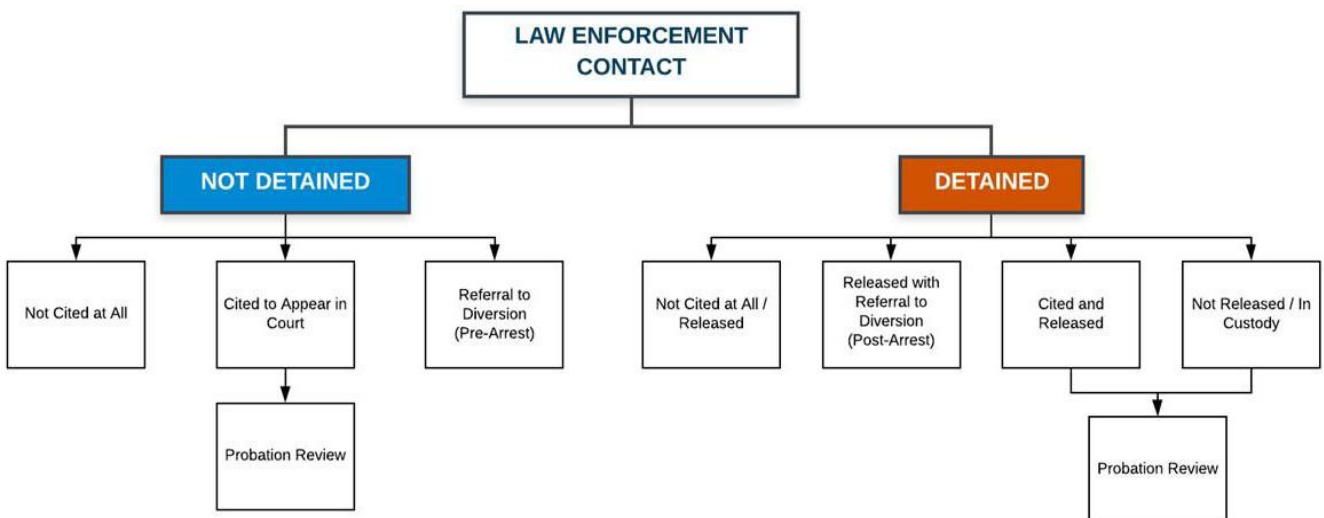 LAW ENFORCEMENT
CONTACT
NOT DETAINED
DETAINED
Not Cited at All
Cited to Appear in
Court
Referral to
Diversion
(Pre-Arrest)
Not Cited at All /
Released
Released with
Referral to
Diversion
(Post-Arrest)
Cited and
Released
Not Released / In
Custody
Probation Review
Probation Review